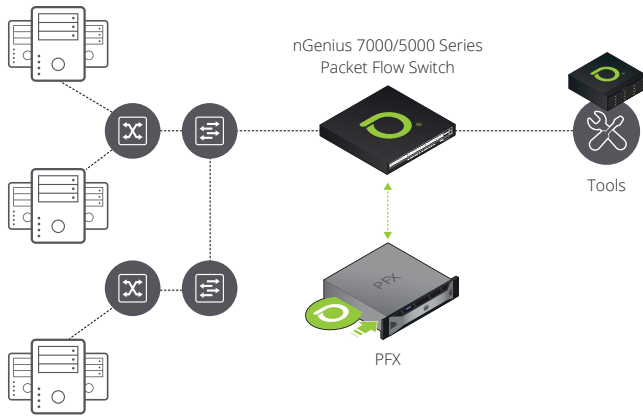 nGenius 7000/5000 Series
Packet Flow Switch
Tools
PFX
PFX